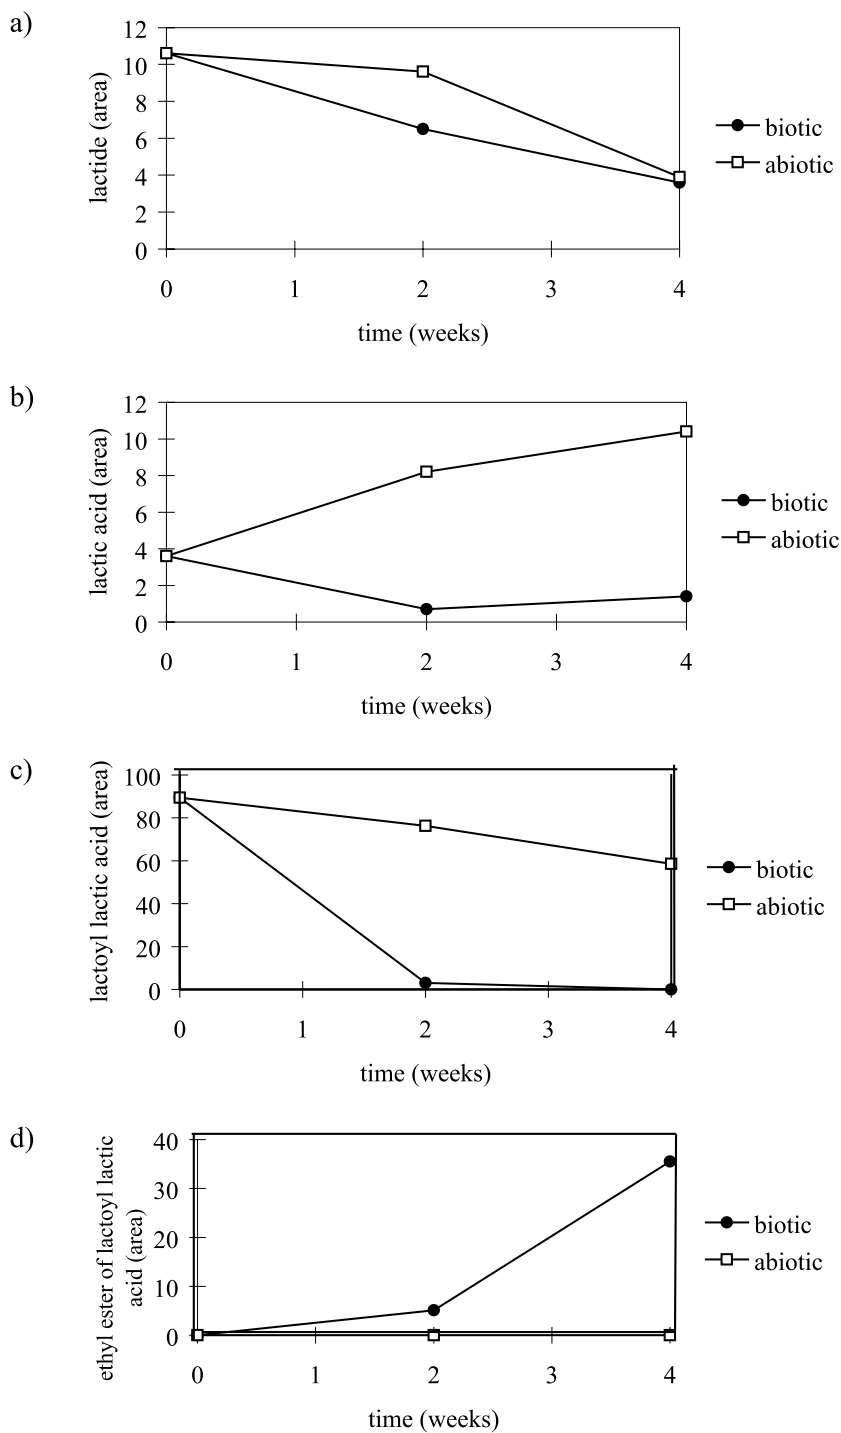 a)
12
10
8
6
4
2
0
lactide (area)
0 1 2 3 4
time (weeks)
biotic
abiotic
b)
12
10
8
6
4
2
0
lactic acid (area)
0 1 2 3 4
time (weeks)
biotic
abiotic
c)
100
80
60
40
20
0
lactoyl lactic acid (area)
0 1 2 3 4
time (weeks)
biotic
abiotic
d)
40
30
20
10
0
ethyl ester of lactoyl lactic
acid (area)
0 1 2 3 4
time (weeks)
biotic
abiotic